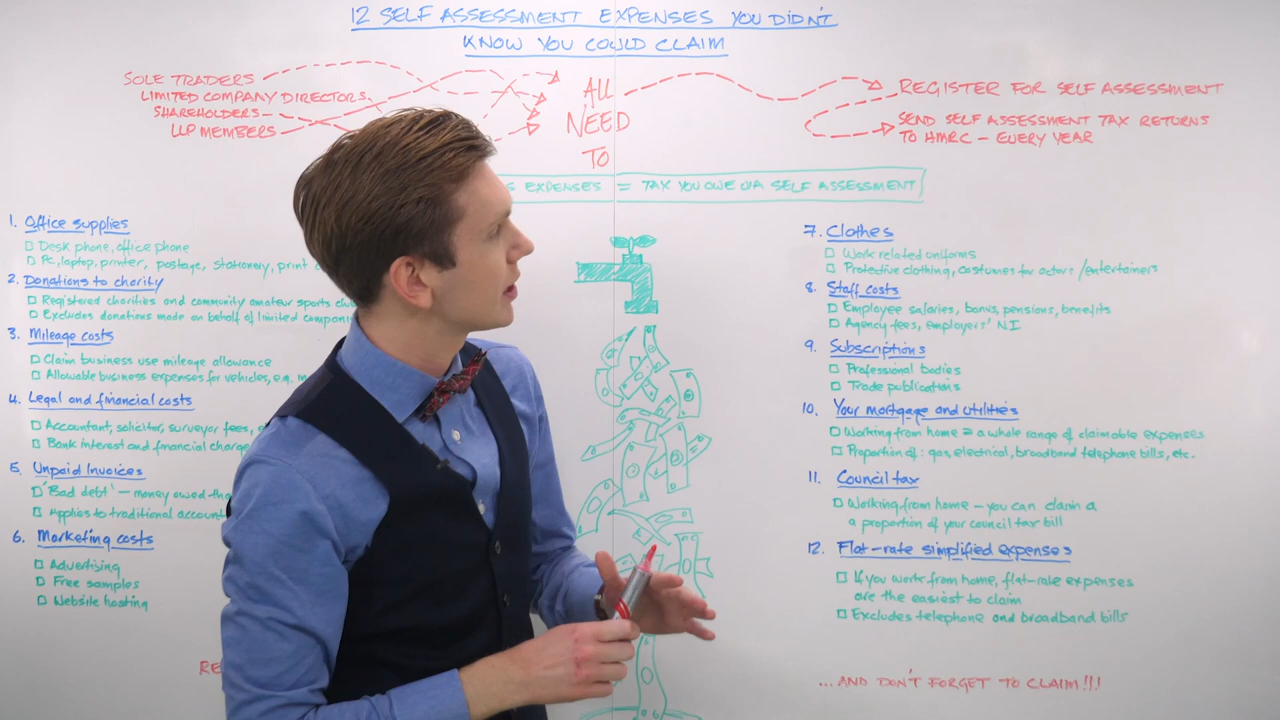 12 SELF ASSESSMENT EXPENSES YOU DIDN'T
KNOW YOU COULD CLAIM
SOLE TRADERS
LIMITED COMPANY DIRECTORS
SHAREHOLDERS
LLP MEMBERS
ALL
NEED
TO
REGISTER FOR SELF ASSESSMENT
SEND SELF ASSESSMENT TAX RETURNS
TO HMRC – EVERY YEAR
EXPENSES = TAX YOU OWE VIA SELF ASSESSMENT
1. Office supplies
Desk phone, office phone
Pc, laptop, printer, postage, stationery, print
2. Donations to charity
Registered charities and community amateur sports
Excludes donations made on behalf of limited
3. Mileage costs
Claim business use mileage allowance
Allowable business expenses for vehicles, e.g.
4. Legal and financial costs
Accountant, solicitor, surveyor fees,
Bank interest and financial
5. Unpaid Invoices
'Bad debt' – money owed
Applies to traditional
6. Marketing costs
Advertising
Free samples
Website hosting
7. Clothes
Work related uniforms
Protective clothing, costumes for actors/entertainers
8. Staff costs
Employee salaries, bonus, pensions, benefits
Agency fees, employers' N.I
9. Subscriptions
Professional bodies
Trade publications
10. Your mortgage and utilities
Working from home = a whole range of claimable expenses
Proportion of: gas, electrical, broadband telephone bills, etc.
11. Council tax
Working from home – you can claim a
a proportion of your council tax bill
12. Flat-rate simplified expenses
If you work from home, flat-rate expenses
are the easiest to claim
Excludes telephone and broadband bills
...AND DON'T FORGET TO CLAIM!!!